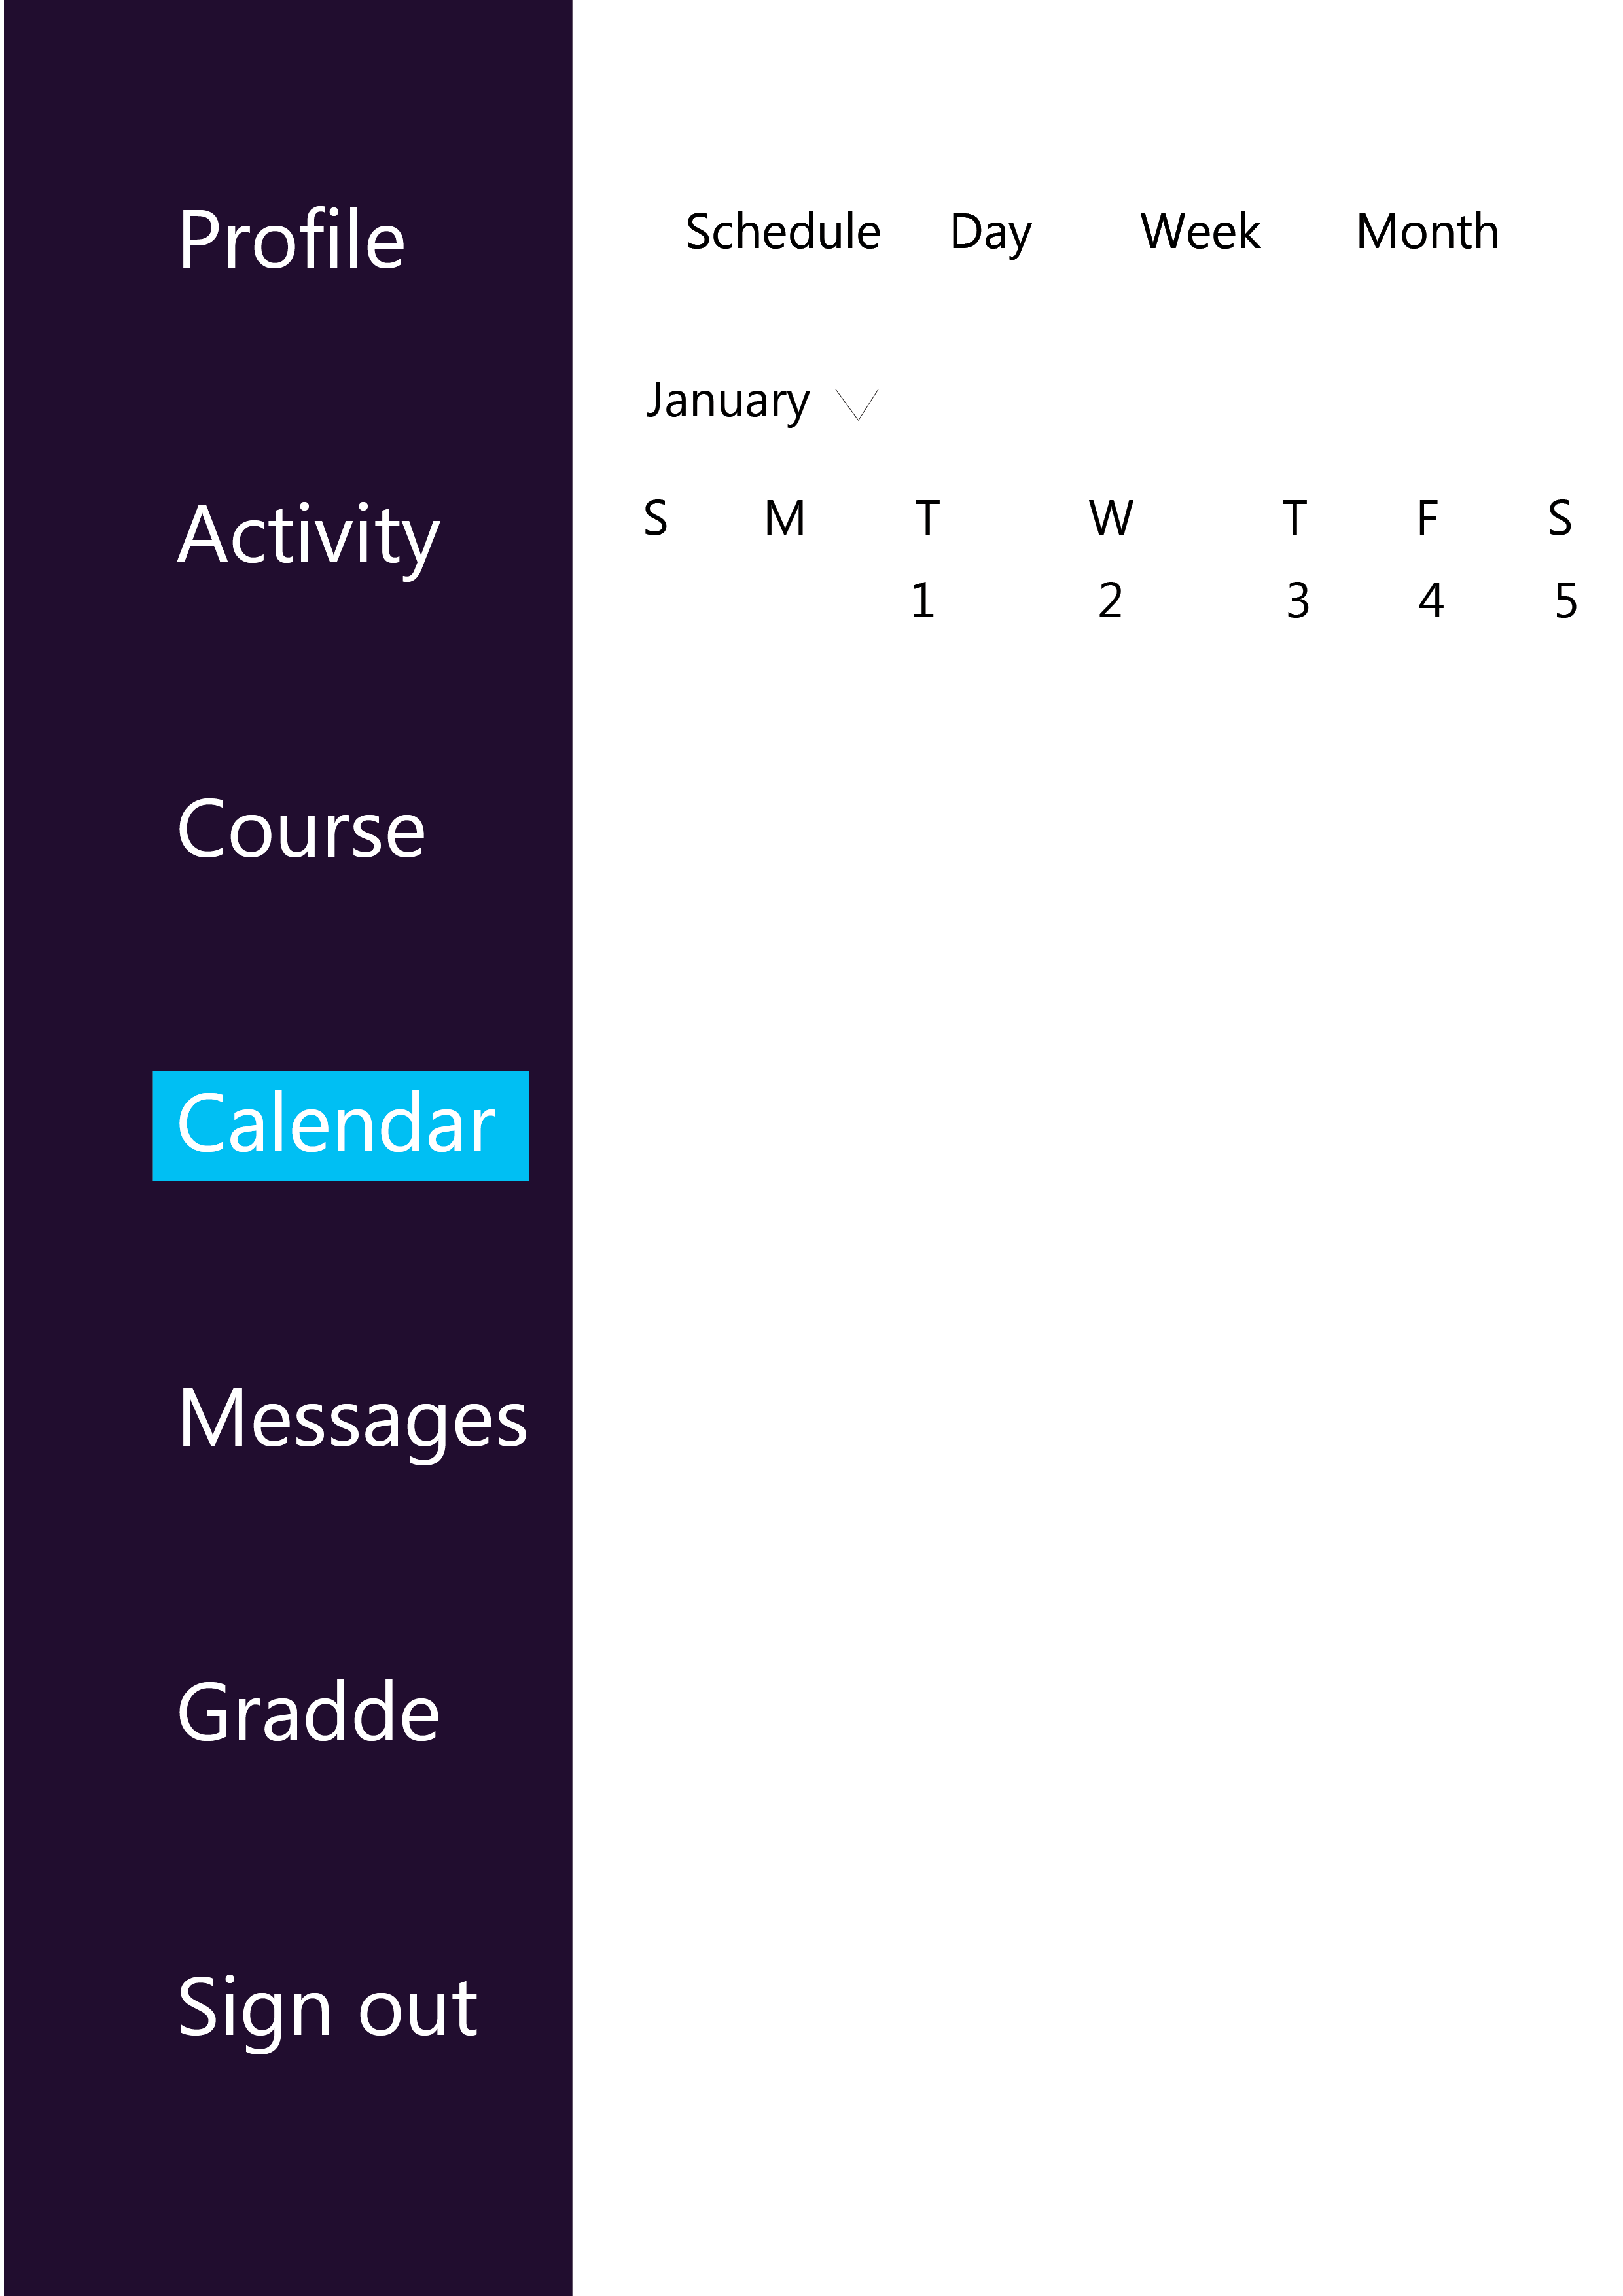 Profile
Activity
Course
Calendar
Messages
Gradde
Sign out
Schedule Day Week Month
January
S M T W T F S
1 2 3 4 5